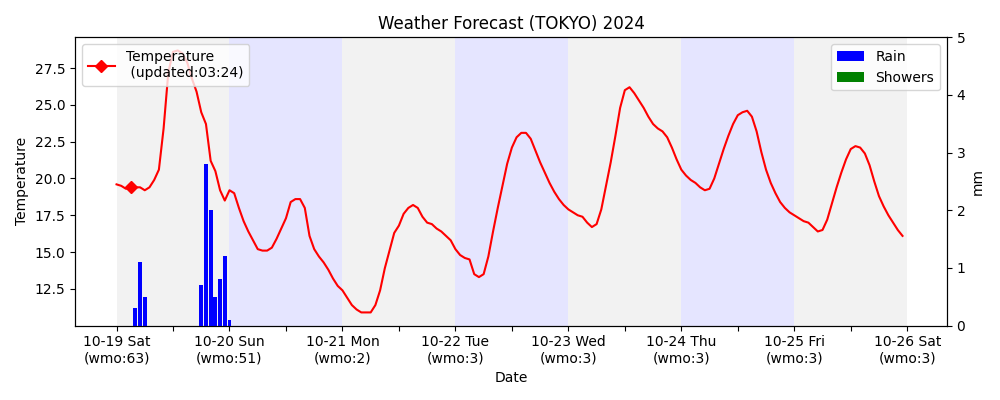 Weather Forecast (TOKYO) 2024
Temperature
(updated:03:24)
Rain
Showers
Temperature
27.5
25.0
22.5
20.0
17.5
15.0
12.5
5
4
3
2
1
0
mm
10-19 Sat
(wmo:63)
10-20 Sun
(wmo:51)
10-21 Mon
(wmo:2)
10-22 Tue
(wmo:3)
10-23 Wed
(wmo:3)
10-24 Thu
(wmo:3)
10-25 Fri
(wmo:3)
10-26 Sat
(wmo:3)
Date